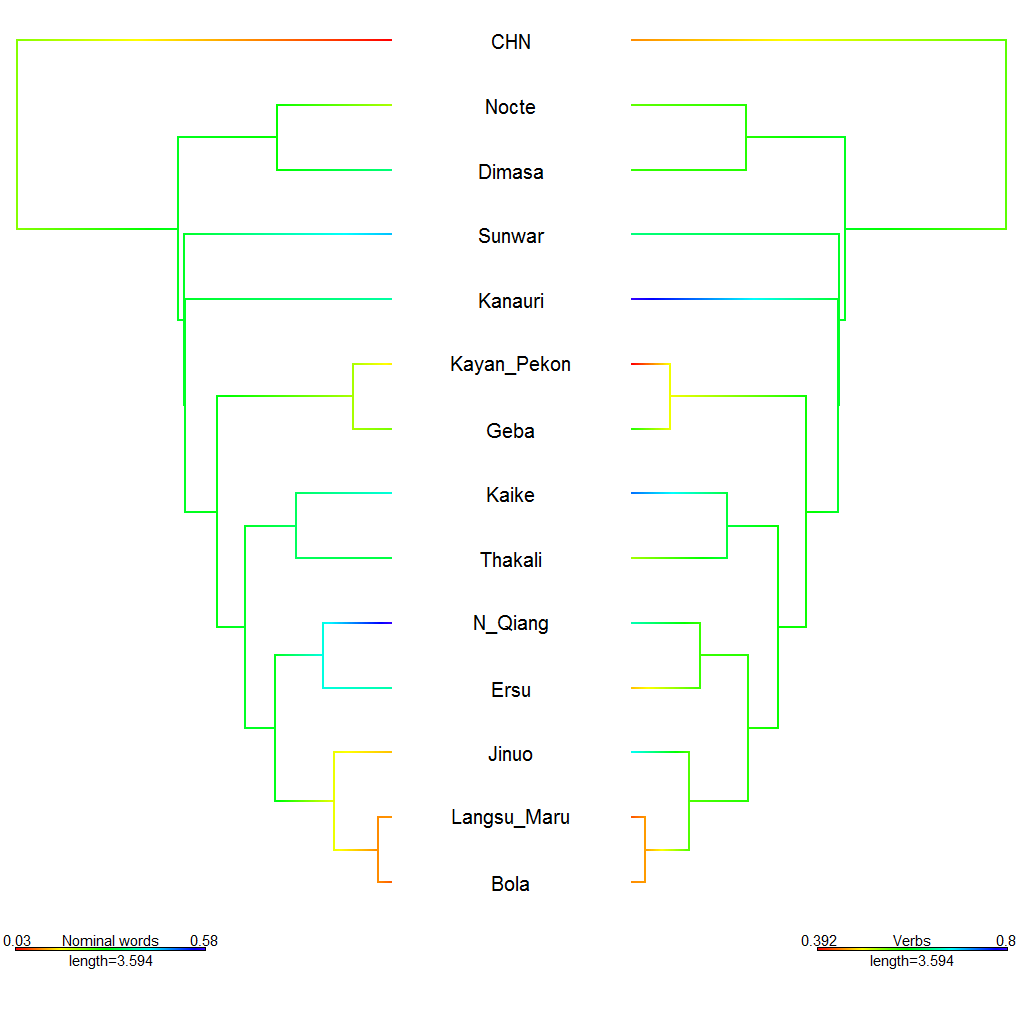 CHN
Nocte
Dimasa
Sunwar
Kanauri
Kayan_Pekon
Geba
Kaike
Thakali
N_Qiang
Ersu
Jinuo
Langsu_Maru
Bola
0.03 Nominal words 0.58
length=3.594
0.392 Verbs 0.8
length=3.594